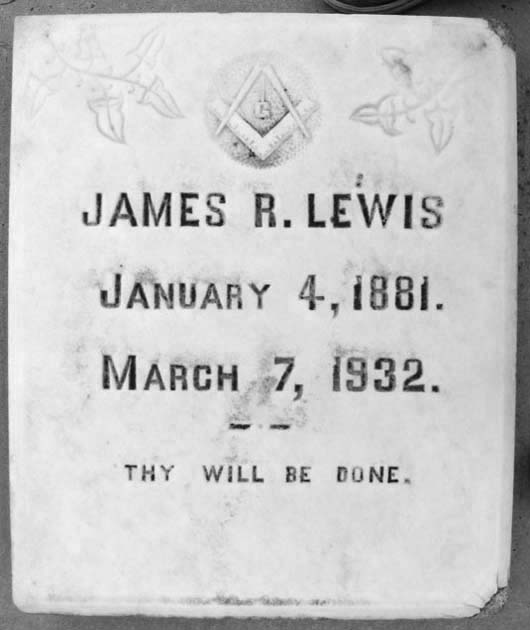 G
JAMES R. LEWIS
JANUARY 4, 1881.
MARCH 7, 1932.
THY WILL BE DONE.